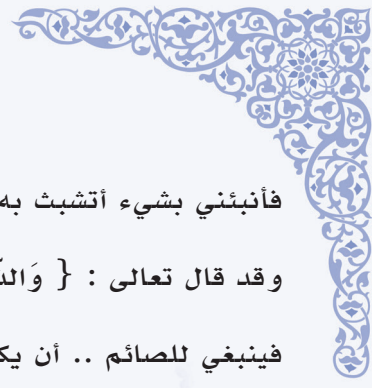 فأنبئني بشيء أتشبث به
وقد قال تعالى : { وَالذّ
فينبغي للصائم .. أن يك